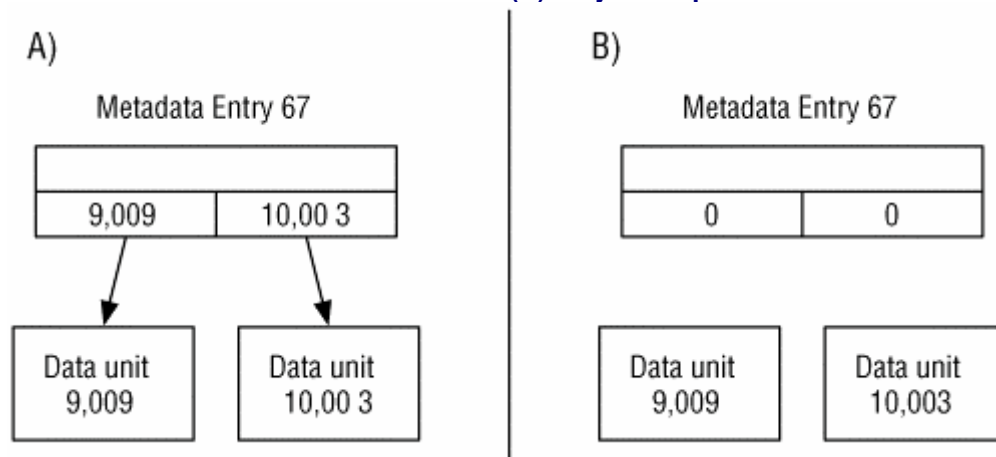 A)
Metadata Entry 67
9,009 10,00 3
Data unit
9,009
Data unit
10,00 3
B)
Metadata Entry 67
0 0
Data unit
9,009
Data unit
10,003